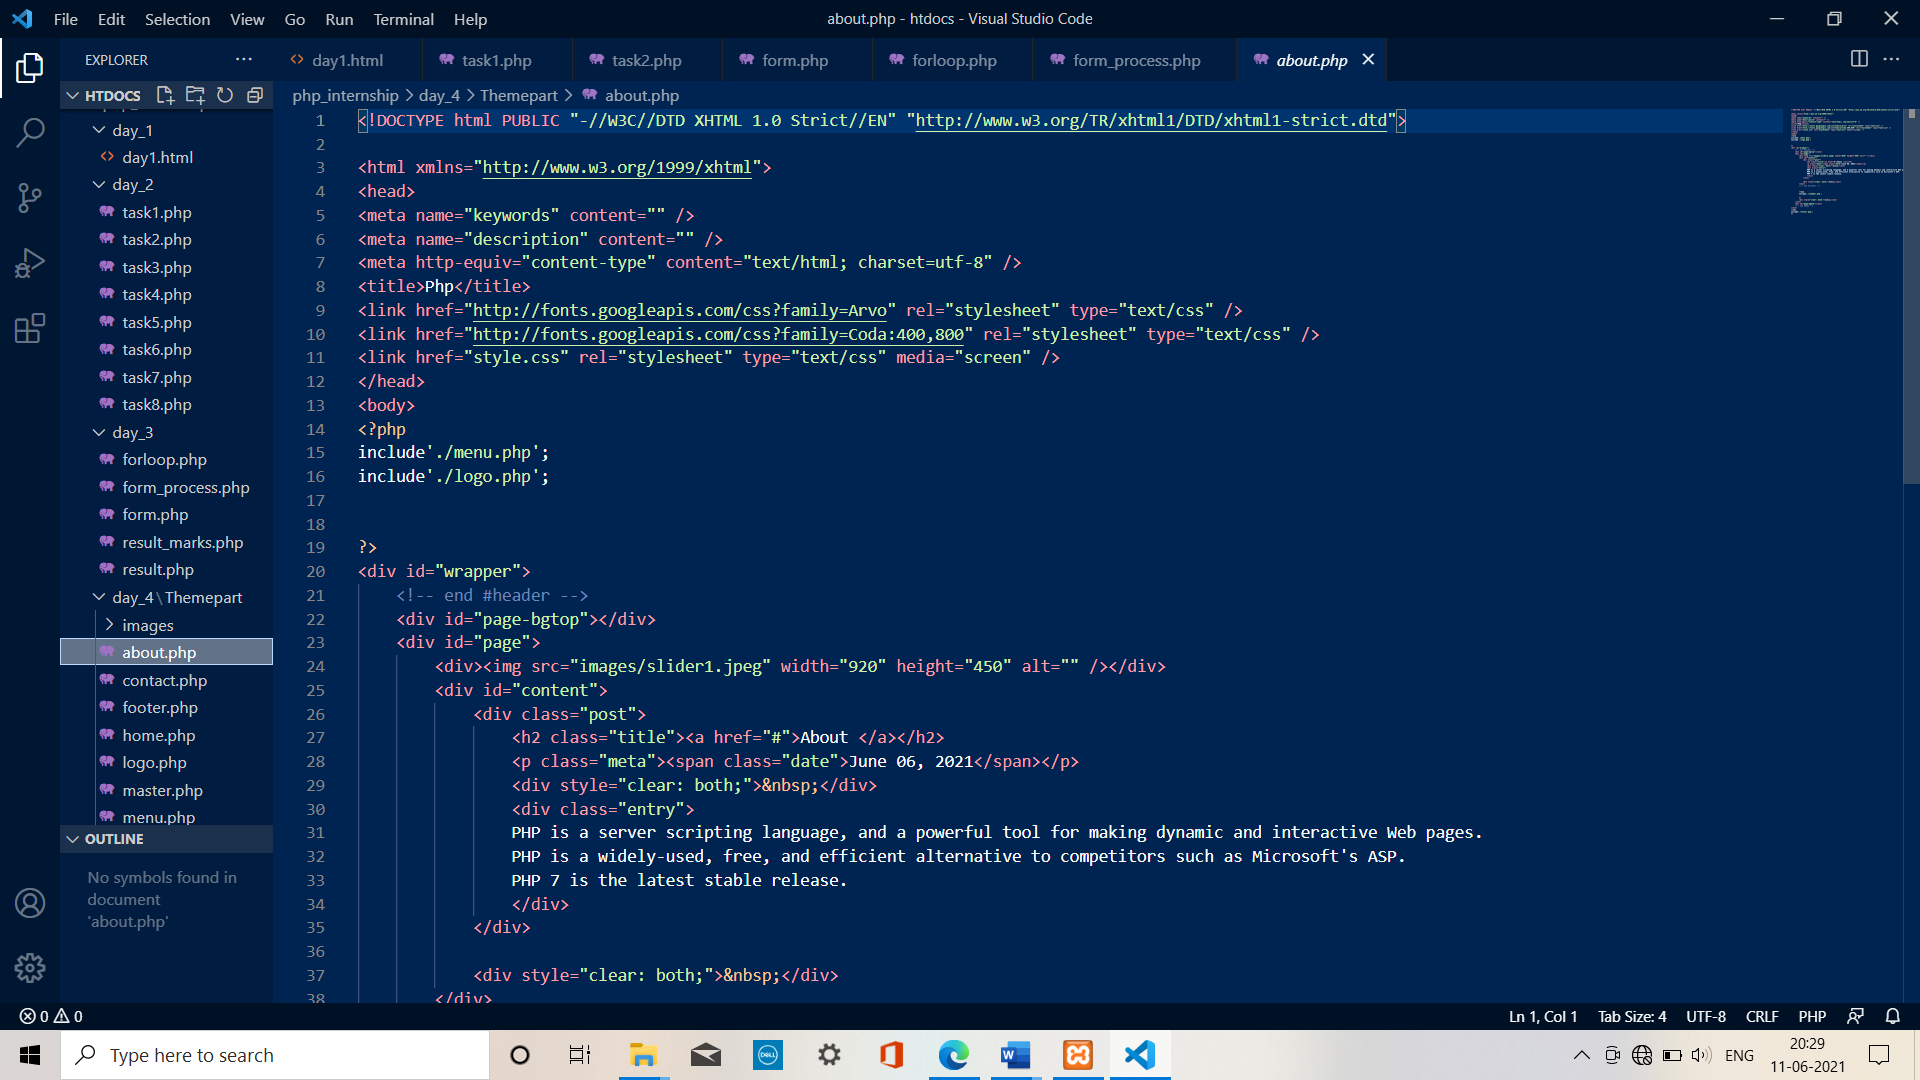 File Edit Selection View Go Run Terminal Help
about.php - htdocs - Visual Studio Code
EXPLORER
day1.html task1.php task2.php form.php forloop.php form_process.php about.php
HTDOCS
php_internship > day_4 > Themepart > about.php
day_1
day1.html
day_2
task1.php
task2.php
task3.php
task4.php
task5.php
task6.php
task7.php
task8.php
day_3
forloop.php
form_process.php
form.php
result_marks.php
result.php
day_4\Themepart
images
about.php
contact.php
footer.php
home.php
logo.php
master.php
menu.php
OUTLINE
No symbols found in
document
'about.php'
1 <!DOCTYPE html PUBLIC "-//W3C//DTD XHTML 1.0 Strict//EN" "http://www.w3.org/TR/xhtml1/DTD/xhtml1-strict.dtd">
2
3 <html xmlns="http://www.w3.org/1999/xhtml">
4 <head>
5 <meta name="keywords" content="" />
6 <meta name="description" content="" />
7 <meta http-equiv="content-type" content="text/html; charset=utf-8" />
8 <title>Php</title>
9 <link href="http://fonts.googleapis.com/css?family=Arvo" rel="stylesheet" type="text/css" />
10 <link href="http://fonts.googleapis.com/css?family=Coda:400,800" rel="stylesheet" type="text/css" />
11 <link href="style.css" rel="stylesheet" type="text/css" media="screen" />
12 </head>
13 <body>
14 <?php
15 include'./menu.php';
16 include'./logo.php';
17
18
19 ?>
20 <div id="wrapper">
21 <!-- end #header -->
22 <div id="page-bgtop"></div>
23 <div id="page">
24 <div><img src="images/slider1.jpeg" width="920" height="450" alt="" /></div>
25 <div id="content">
26 <div class="post">
27 <h2 class="title"><a href="#">About </a></h2>
28 <p class="meta"><span class="date">June 06, 2021</span></p>
29 <div style="clear: both;">&nbsp;</div>
30 <div class="entry">
31 PHP is a server scripting language, and a powerful tool for making dynamic and interactive Web pages.
32 PHP is a widely-used, free, and efficient alternative to competitors such as Microsoft's ASP.
33 PHP 7 is the latest stable release.
34 </div>
35 </div>
36
37 <div style="clear: both;">&nbsp;</div>
38 </div>
0 0
Ln 1, Col 1 Tab Size: 4 UTF-8 CRLF PHP
Type here to search
DELL
ENG
20:29
11-06-2021